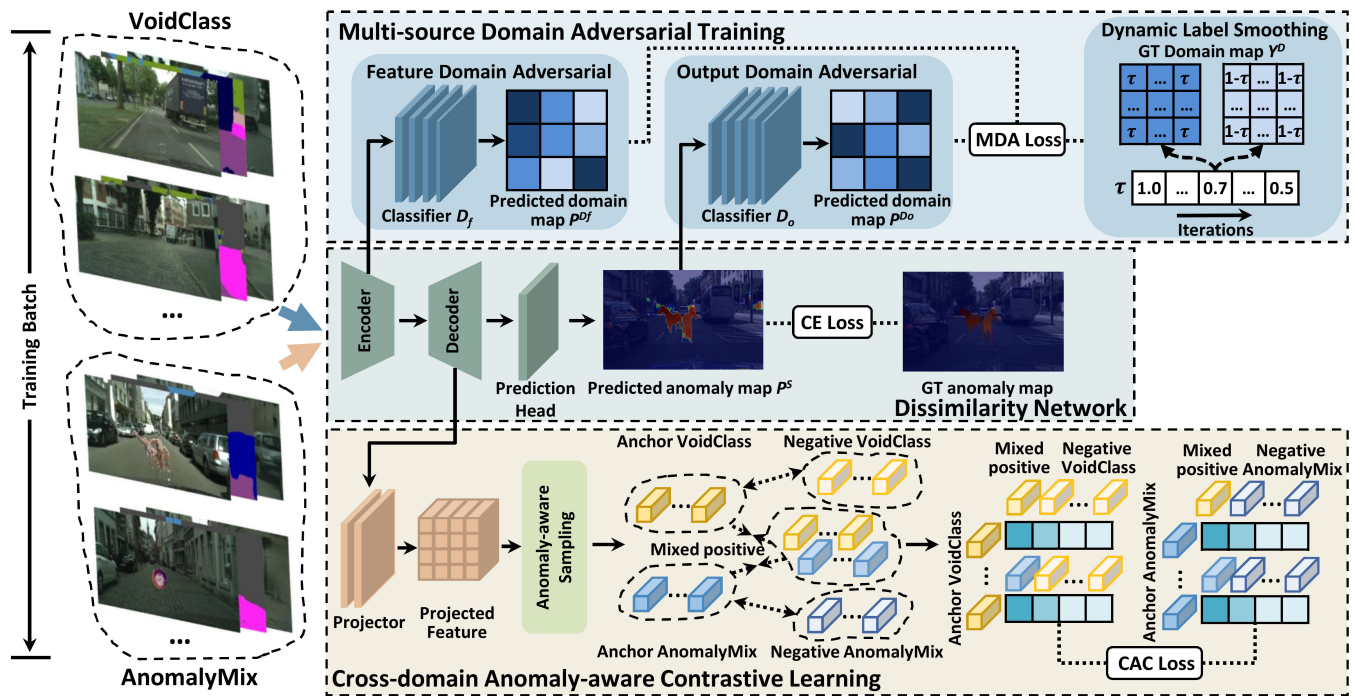 VoidClass
Training Batch
...
...
AnomalyMix
Multi-source Domain Adversarial Training
Feature Domain Adversarial
Classifier D_f
Predicted domain
map P^Df
Output Domain Adversarial
Classifier D_o
Predicted domain
map P^Do
MDA Loss
Dynamic Label Smoothing
GT Domain map Y^D
τ ... τ
... ... ...
τ ... τ
1-τ ... 1-τ
... ... ...
1-τ ... 1-τ
τ 1.0 ... 0.7 ... 0.5
Iterations
Encoder
Decoder
Prediction
Head
Predicted anomaly map P^S
CE Loss
GT anomaly map
Dissimilarity Network
Projector
Projected
Feature
Anomaly-aware
Sampling
Anchor VoidClass
Negative VoidClass
...
...
Mixed positive
...
...
...
...
Anchor AnomalyMix
Negative AnomalyMix
Mixed
positive
Negative
VoidClass
...
Anchor VoidClass
...
...
Mixed
positive
Negative
AnomalyMix
...
Anchor AnomalyMix
...
...
CAC Loss
Cross-domain Anomaly-aware Contrastive Learning